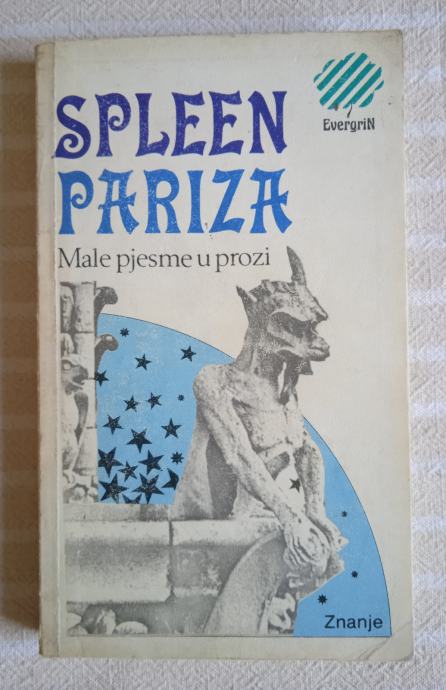 EvergriN
SPLEEN
PARIZA
Male pjesme u prozi
Znanje